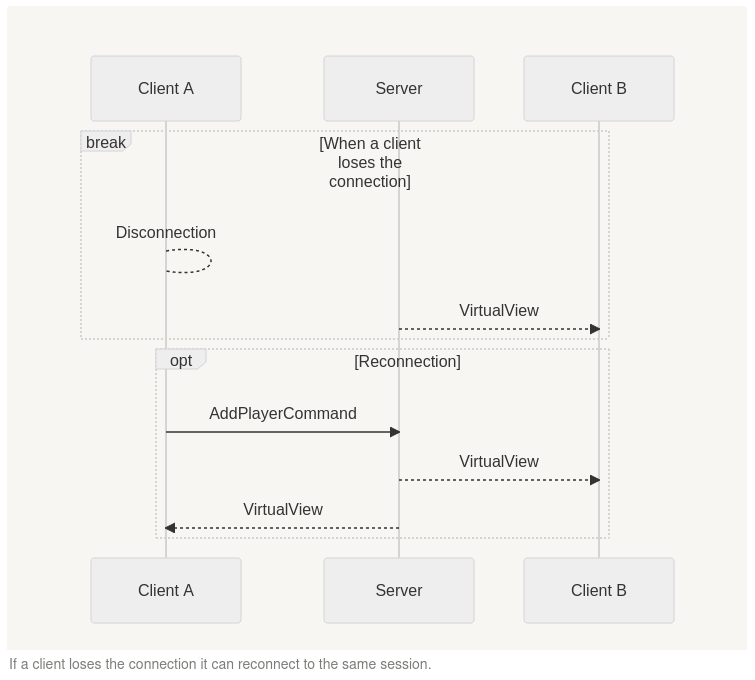 Client A
Server
Client B
break
[When a client
loses the
connection]
Disconnection
VirtualView
opt
[Reconnection]
AddPlayerCommand
VirtualView
VirtualView
Client A
Server
Client B
If a client loses the connection it can reconnect to the same session.